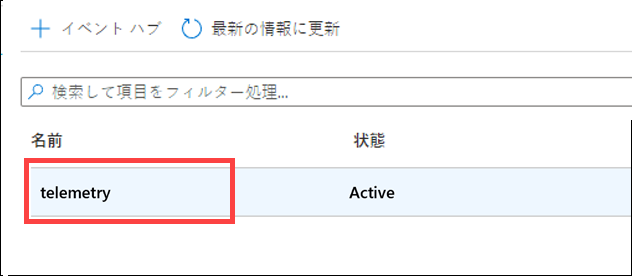 イベント ハブ 最新の情報に更新
検索して項目をフィルター処理...
名前 状態
telemetry Active